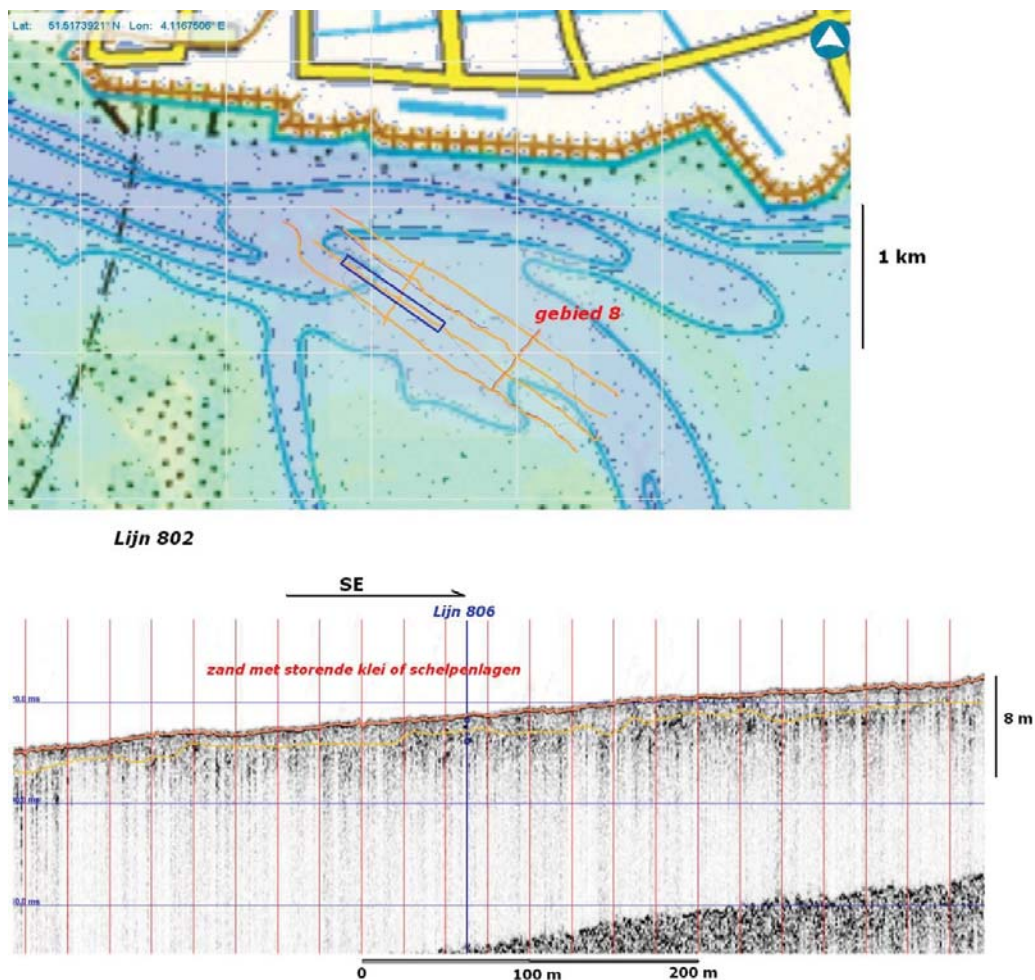 Lat: 51.5173921° N Lon: 4.1167506° E
1 km
gebied 8
Lijn 802
SE
Lijn 806
zand met storende klei of schelpenlagen
8 m
0 100 m 200 m